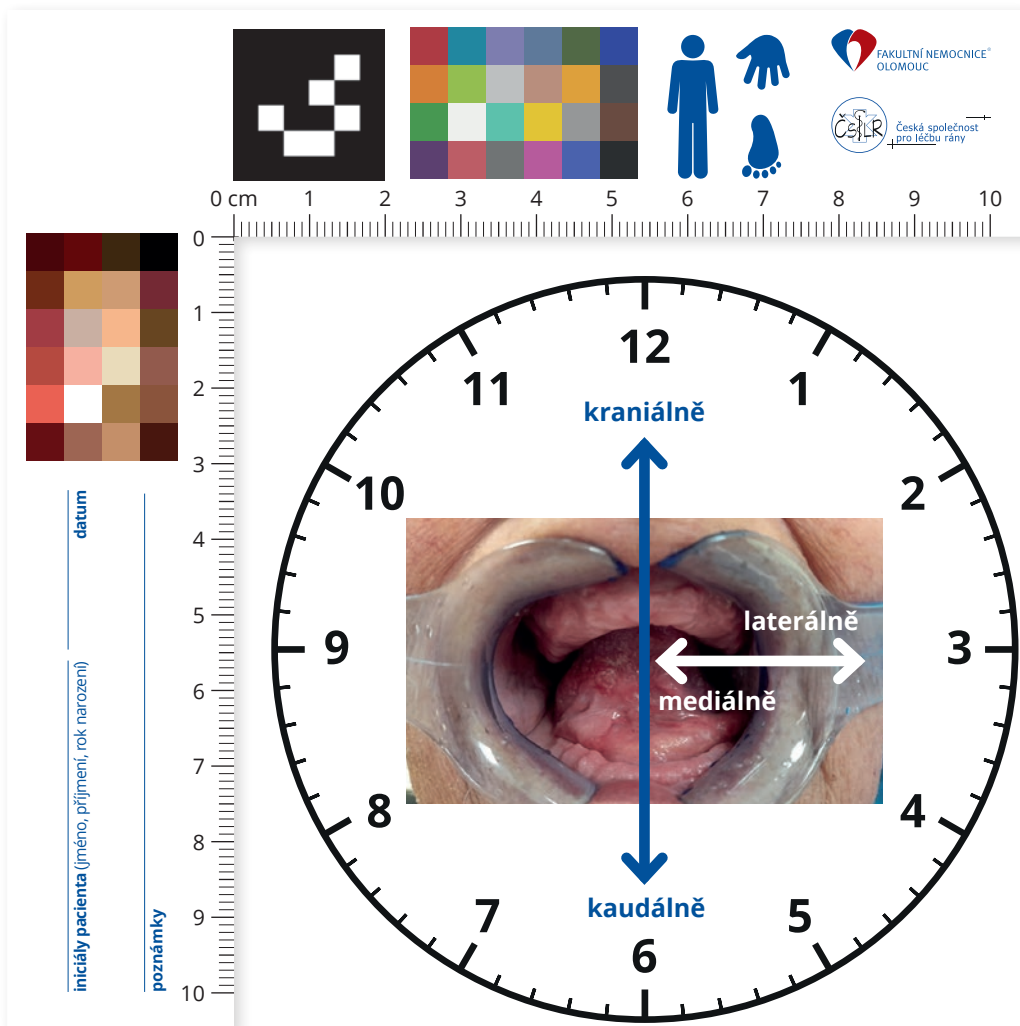 FAKULTNÍ NEMOCNICE®
OLOMOUC
ČSLR
Česká společnost
pro léčbu rány
0 cm 1 2 3 4 5 6 7 8 9 10
0
1
2
3
4
5
6
7
8
9
10
datum
iniciály pacienta (jméno, příjmení, rok narození)
poznámky
12
11
1
kraniálně
10
2
laterálně
9
3
mediálně
8
4
kaudálně
7
5
6